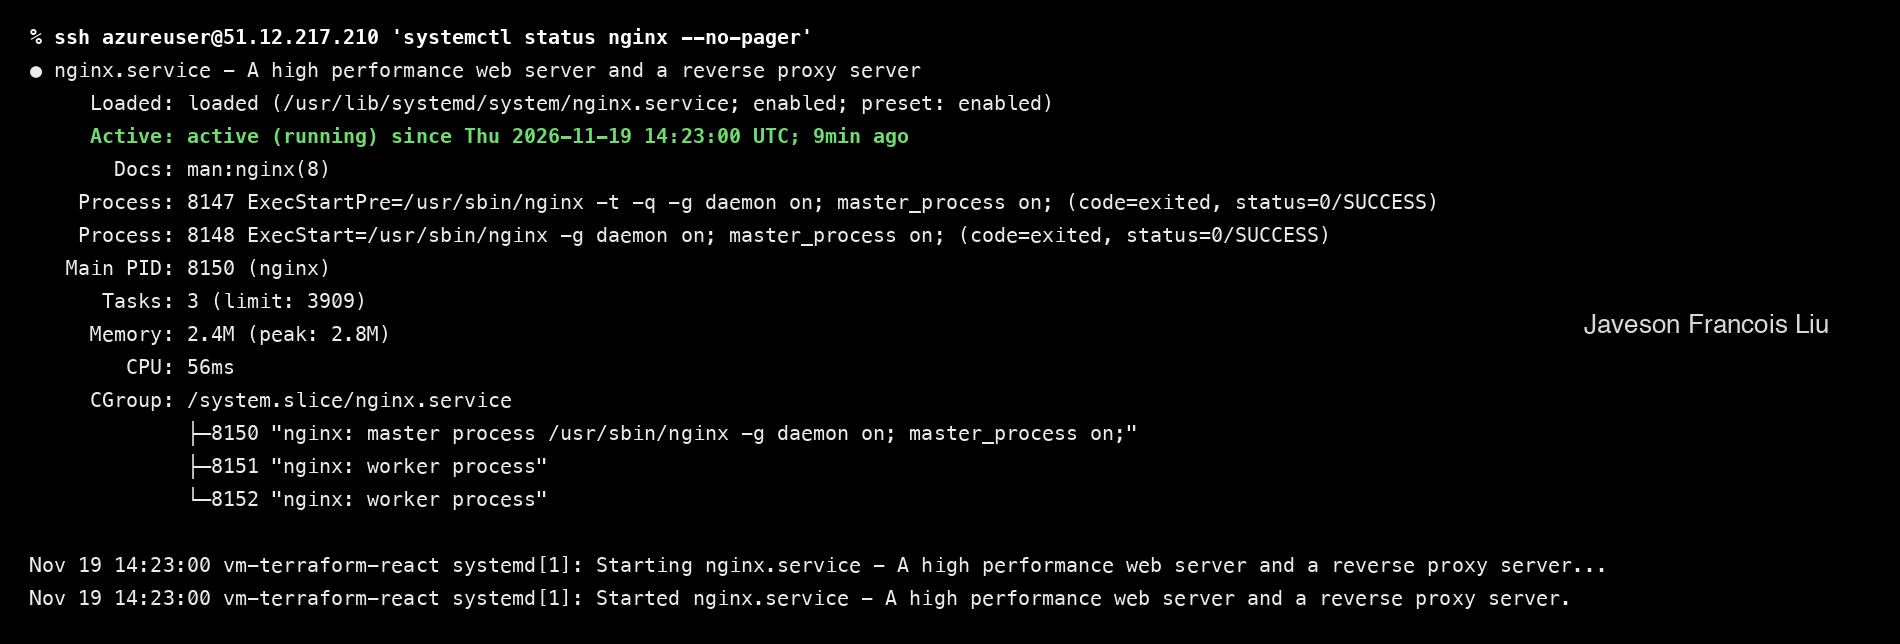 % ssh azureuser@51.12.217.210 'systemctl status nginx --no-pager'
● nginx.service - A high performance web server and a reverse proxy server
     Loaded: loaded (/usr/lib/systemd/system/nginx.service; enabled; preset: enabled)
     Active: active (running) since Thu 2026-11-19 14:23:00 UTC; 9min ago
       Docs: man:nginx(8)
    Process: 8147 ExecStartPre=/usr/sbin/nginx -t -q -g daemon on; master_process on; (code=exited, status=0/SUCCESS)
    Process: 8148 ExecStart=/usr/sbin/nginx -g daemon on; master_process on; (code=exited, status=0/SUCCESS)
   Main PID: 8150 (nginx)
      Tasks: 3 (limit: 3909)
Javeson Francois Liu
     Memory: 2.4M (peak: 2.8M)
        CPU: 56ms
     CGroup: /system.slice/nginx.service
             ├─8150 "nginx: master process /usr/sbin/nginx -g daemon on; master_process on;"
             ├─8151 "nginx: worker process"
             └─8152 "nginx: worker process"
Nov 19 14:23:00 vm-terraform-react systemd[1]: Starting nginx.service - A high performance web server and a reverse proxy server...
Nov 19 14:23:00 vm-terraform-react systemd[1]: Started nginx.service - A high performance web server and a reverse proxy server.